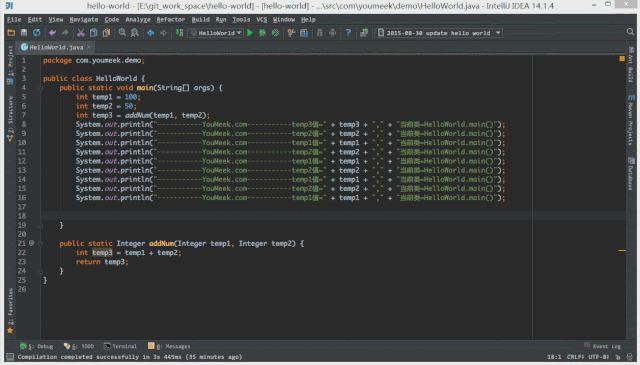 hello-world - [E:\git_work_space\hello-world] - [hello-world] - ...\src\com\youmeek\demo\HelloWorld.java - IntelliJ IDEA 14.1.4
File Edit View Navigate Code Analyze Refactor Build Run Tools VCS Window Help
HelloWorld 2015-08-30 update hello world
HelloWorld.java
1 package com.youmeek.demo;
2
3 public class HelloWorld {
4 public static void main(String[] args) {
5 int temp1 = 100;
6 int temp2 = 50;
7 int temp3 = addNum(temp1, temp2);
8 System.out.println("-----------YouMeek.com-----------temp3值=" + temp3 + "," + "当前类=HelloWorld.main()");
9 System.out.println("-----------YouMeek.com-----------temp2值=" + temp2 + "," + "当前类=HelloWorld.main()");
10 System.out.println("-----------YouMeek.com-----------temp1值=" + temp1 + "," + "当前类=HelloWorld.main()");
11 System.out.println("-----------YouMeek.com-----------temp2值=" + temp2 + "," + "当前类=HelloWorld.main()");
12 System.out.println("-----------YouMeek.com-----------temp1值=" + temp1 + "," + "当前类=HelloWorld.main()");
13 System.out.println("-----------YouMeek.com-----------temp2值=" + temp2 + "," + "当前类=HelloWorld.main()");
14 System.out.println("-----------YouMeek.com-----------temp1值=" + temp1 + "," + "当前类=HelloWorld.main()");
15 System.out.println("-----------YouMeek.com-----------temp2值=" + temp2 + "," + "当前类=HelloWorld.main()");
16 System.out.println("-----------YouMeek.com-----------temp1值=" + temp1 + "," + "当前类=HelloWorld.main()");
17
18
19 }
20
21 public static Integer addNum(Integer temp1, Integer temp2) {
22 int temp3 = temp1 + temp2;
23 return temp3;
24 }
25 }
26
1: Project
7: Structure
2: Favorites
Ant Build
Maven Projects
Database
5: Debug 6: TODO Terminal 0: Messages Event Log
Compilation completed successfully in 3s 445ms (35 minutes ago) 18:1 CRLF UTF-8